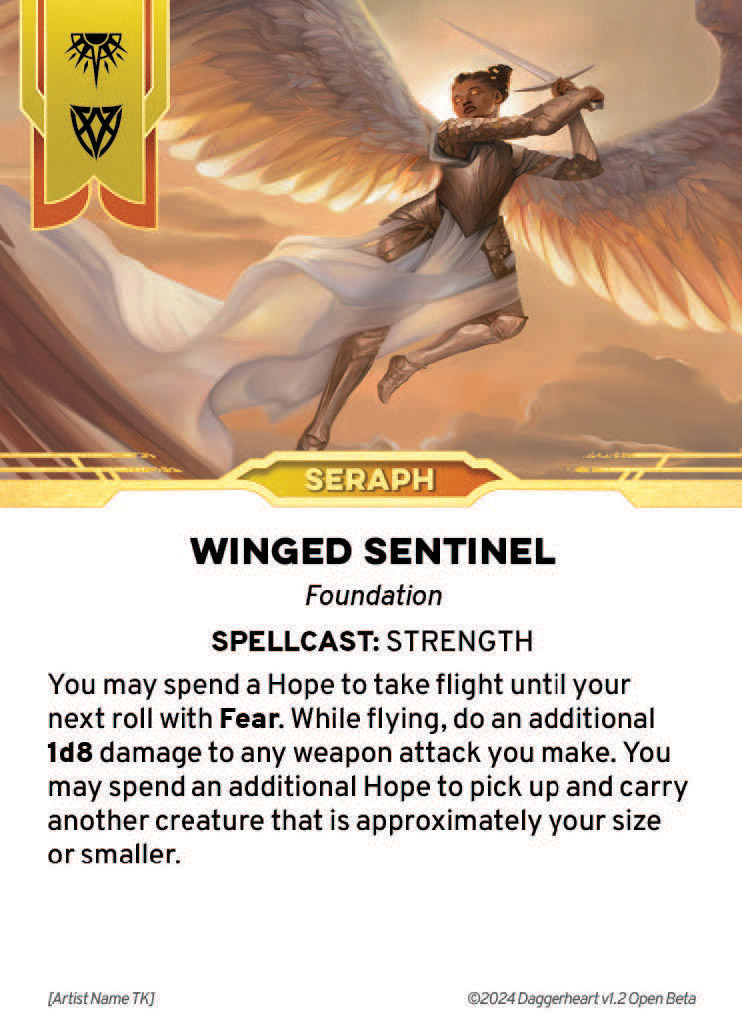 SERAPH
WINGED SENTINEL
Foundation
SPELLCAST: STRENGTH
You may spend a Hope to take flight until your
next roll with Fear. While flying, do an additional
1d8 damage to any weapon attack you make. You
may spend an additional Hope to pick up and carry
another creature that is approximately your size
or smaller.
[Artist Name TK]
©2024 Daggerheart v1.2 Open Beta